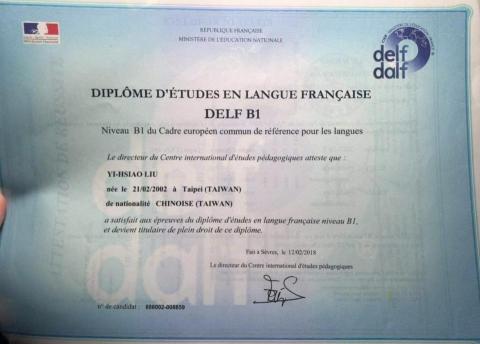 RÉPUBLIQUE FRANÇAISE
MINISTÈRE DE L'ÉDUCATION NATIONALE
delf
dalf
DIPLÔME D'ÉTUDES EN LANGUE FRANÇAISE
DELF B1
Niveau B1 du Cadre européen commun de référence pour les langues
Le directeur du Centre international d'études pédagogiques atteste que :
YI-HSIAO LIU
née le 21/02/2002 à Taipei (TAIWAN)
de nationalité CHINOISE (TAIWAN)
a satisfait aux épreuves du diplôme d'études en langue française niveau B1,
et devient titulaire de plein droit de ce diplôme.
Fait à Sèvres, le 12/02/2018
Le directeur du Centre international d'études pédagogiques
delf
dalf
n° de candidat : 886002-008859